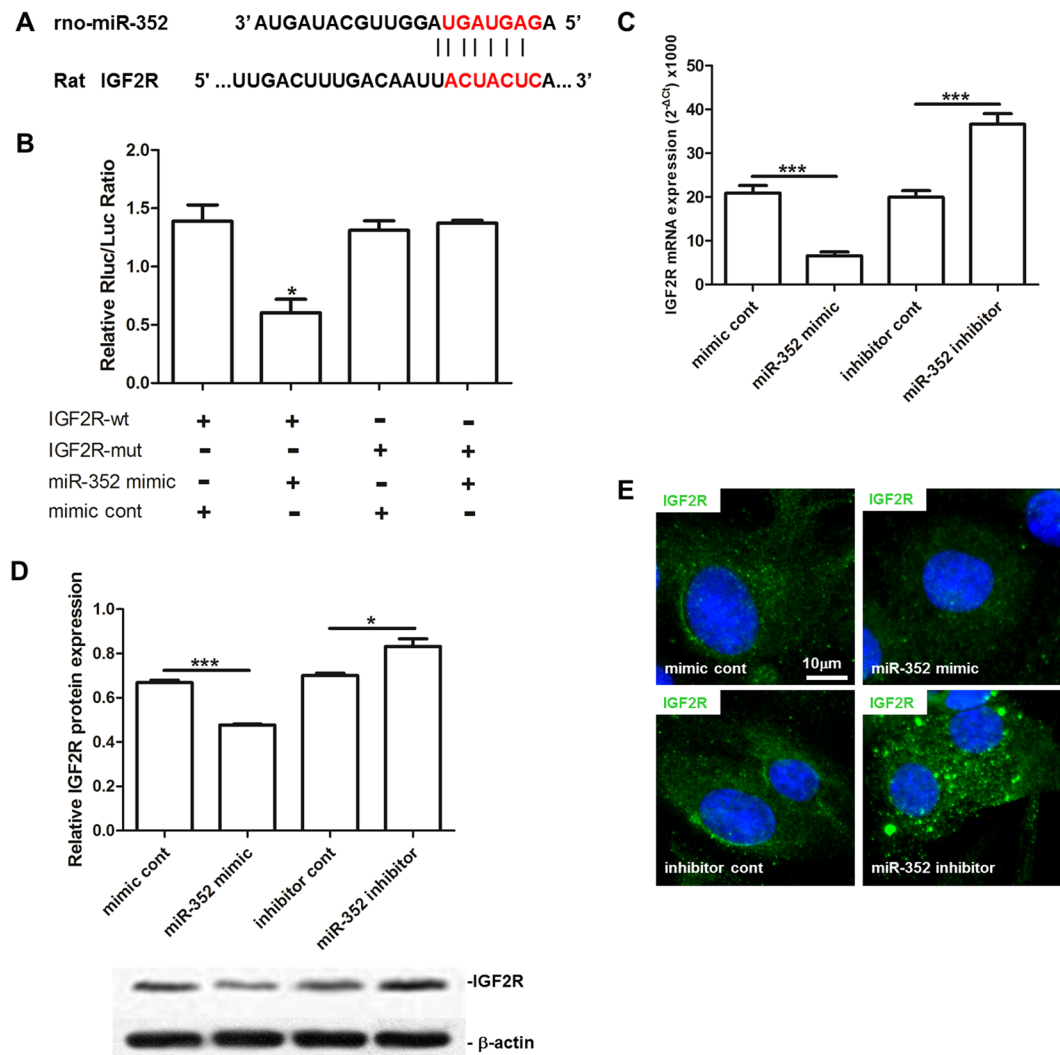 A
rno-miR-352 3’ AUGAUACGUUGGAUGAUGAGA 5’
Rat IGF2R 5' ...UUGACUUUGACAAUUACUACUCA... 3’
B
Relative Rluc/Luc Ratio
2.0
1.5
1.0
0.5
0.0
*
IGF2R-wt + + - -
IGF2R-mut - - + +
miR-352 mimic - + - +
mimic cont + - + -
C
IGF2R mRNA expression (2-ΔCt) x1000
50
40
30
20
10
0
***
***
mimic cont
miR-352 mimic
inhibitor cont
miR-352 inhibitor
D
Relative IGF2R protein expression
1.0
0.8
0.6
0.4
0.2
0.0
***
*
mimic cont
miR-352 mimic
inhibitor cont
miR-352 inhibitor
-IGF2R
- β-actin
E
IGF2R
mimic cont
10μm
IGF2R
miR-352 mimic
IGF2R
inhibitor cont
IGF2R
miR-352 inhibitor